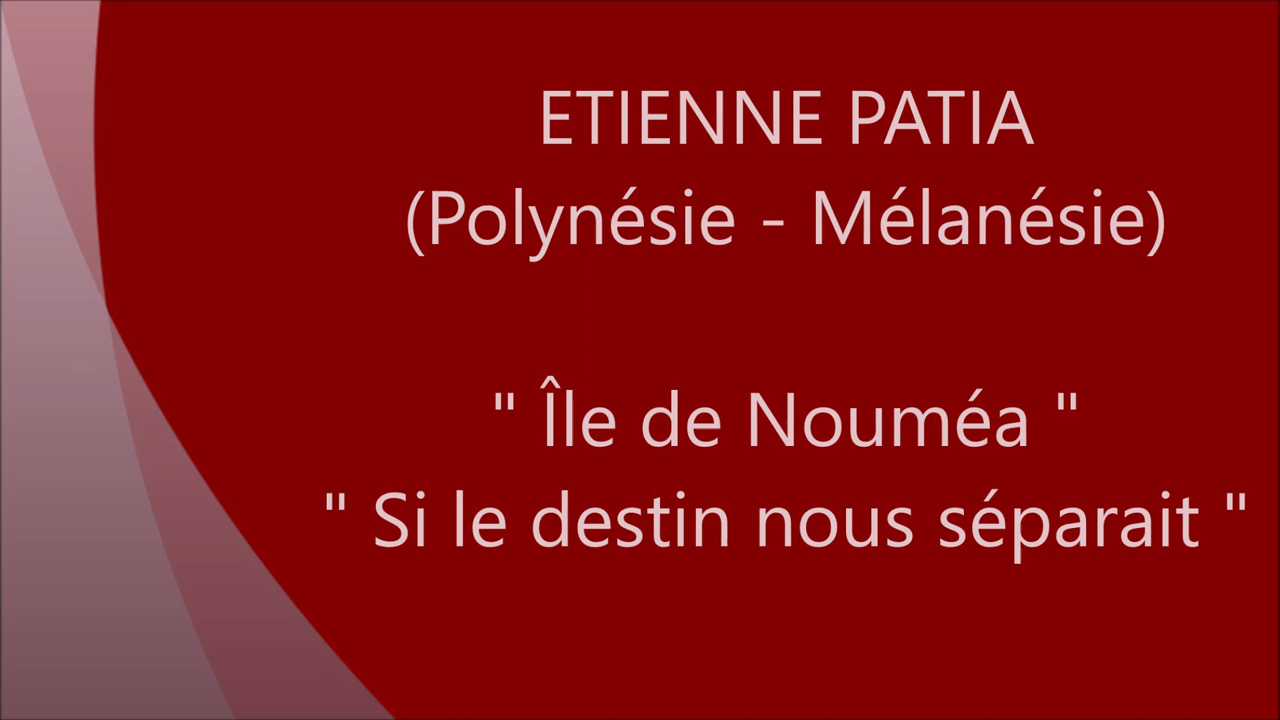 ETIENNE PATIA
(Polynésie - Mélanésie)
" Île de Nouméa "
" Si le destin nous séparait "